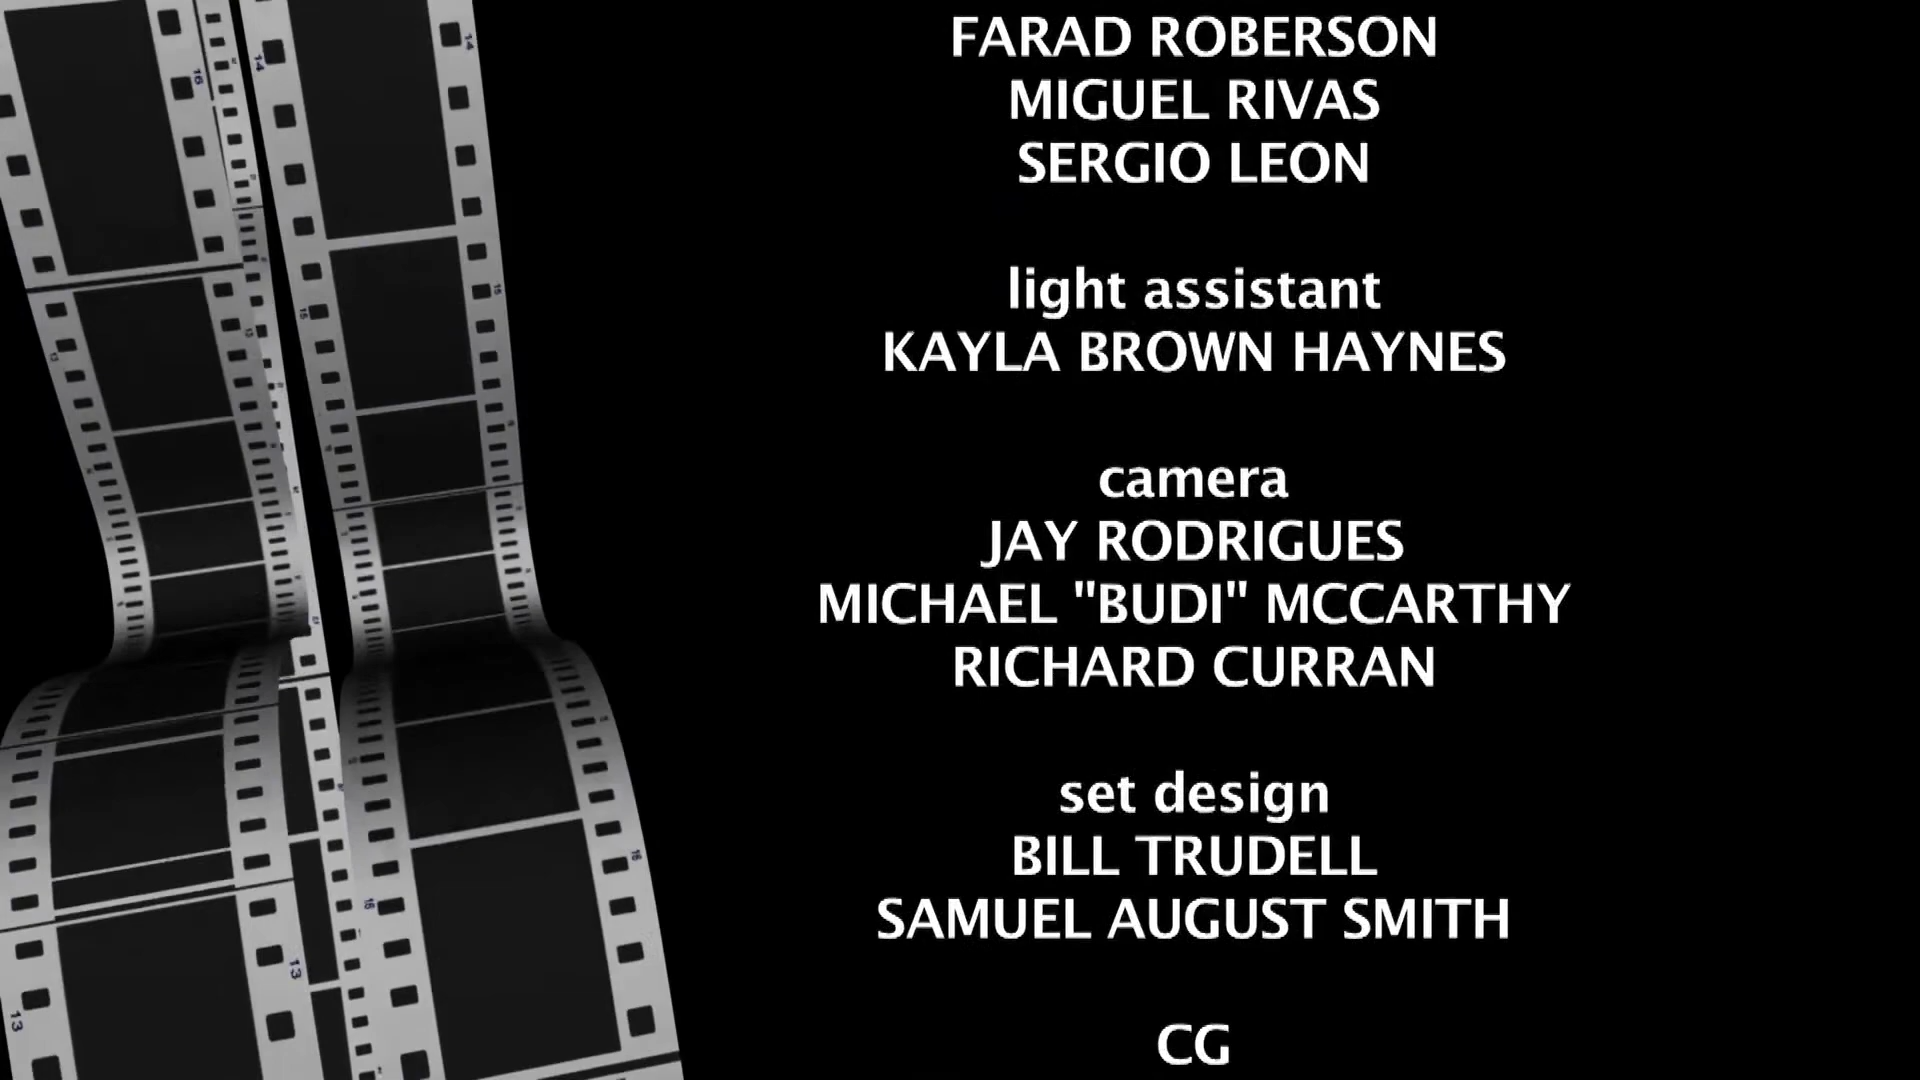 FARAD ROBERSON
MIGUEL RIVAS
SERGIO LEON
light assistant
KAYLA BROWN HAYNES
camera
JAY RODRIGUES
MICHAEL "BUDI" MCCARTHY
RICHARD CURRAN
set design
BILL TRUDELL
SAMUEL AUGUST SMITH
CG